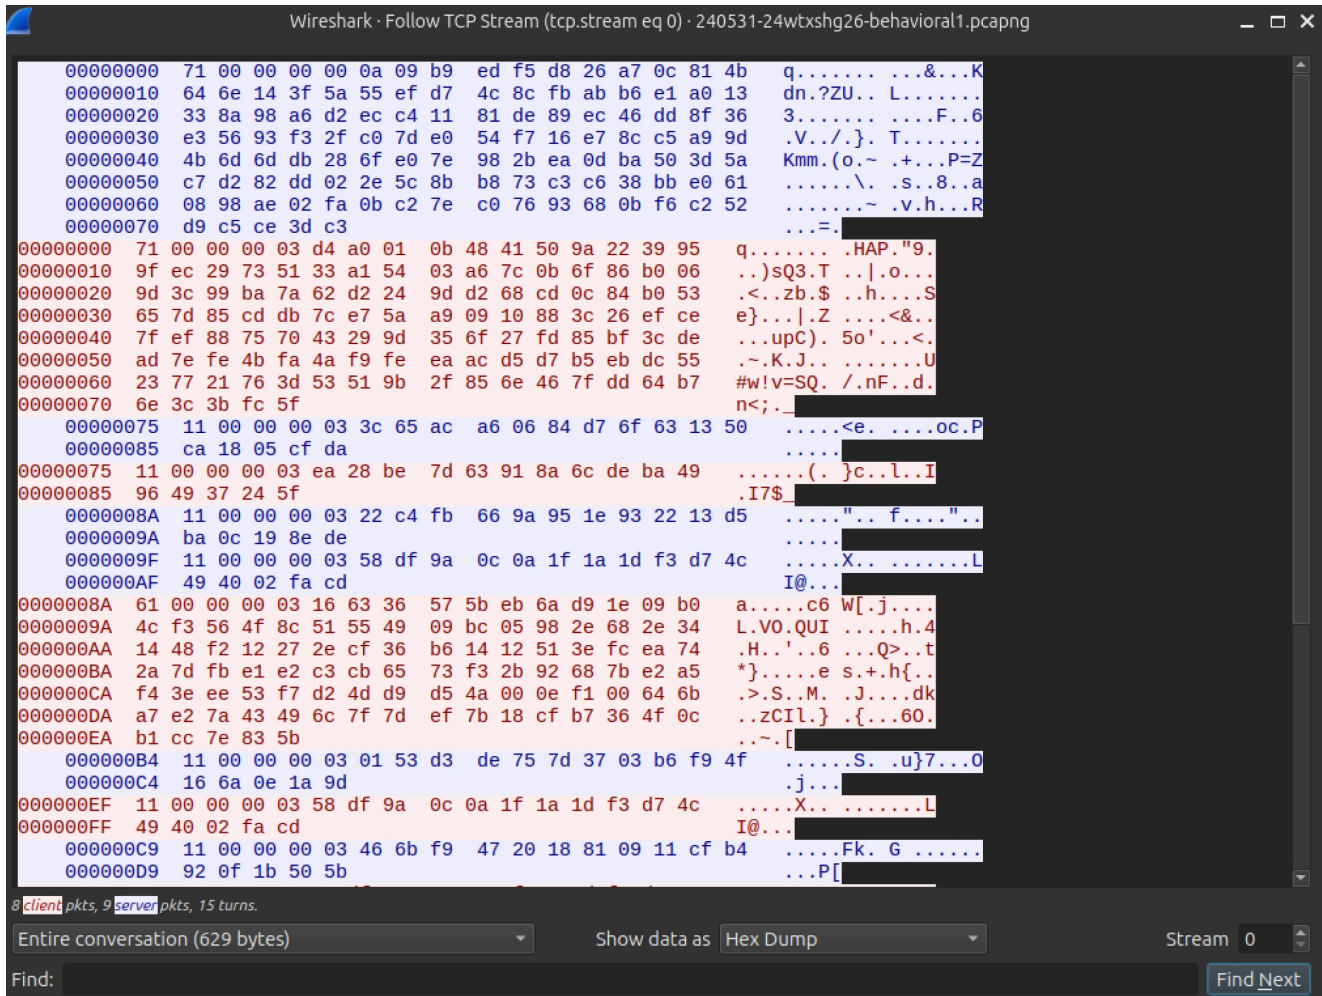 Wireshark · Follow TCP Stream (tcp.stream eq 0) · 240531-24wtxshg26-behavioral1.pcapng
00000000  71 00 00 00 00 0a 09 b9  ed f5 d8 26 a7 0c 81 4b   q....... ...&...K
00000010  64 6e 14 3f 5a 55 ef d7  4c 8c fb ab b6 e1 a0 13   dn.?ZU.. L.......
00000020  33 8a 98 a6 d2 ec c4 11  81 de 89 ec 46 dd 8f 36   3....... ....F..6
00000030  e3 56 93 f3 2f c0 7d e0  54 f7 16 e7 8c c5 a9 9d   .V../.}. T.......
00000040  4b 6d 6d db 28 6f e0 7e  98 2b ea 0d ba 50 3d 5a   Kmm.(o.~ .+...P=Z
00000050  c7 d2 82 dd 02 2e 5c 8b  b8 73 c3 c6 38 bb e0 61   ......\. .s..8..a
00000060  08 98 ae 02 fa 0b c2 7e  c0 76 93 68 0b f6 c2 52   .......~ .v.h...R
00000070  d9 c5 ce 3d c3   ...=.
00000000  71 00 00 00 03 d4 a0 01  0b 48 41 50 9a 22 39 95   q....... .HAP."9.
00000010  9f ec 29 73 51 33 a1 54  03 a6 7c 0b 6f 86 b0 06   ..)sQ3.T ..|.o...
00000020  9d 3c 99 ba 7a 62 d2 24  9d d2 68 cd 0c 84 b0 53   .<..zb.$ ..h....S
00000030  65 7d 85 cd db 7c e7 5a  a9 09 10 88 3c 26 ef ce   e}...|.Z ....<&..
00000040  7f ef 88 75 70 43 29 9d  35 6f 27 fd 85 bf 3c de   ...upC). 5o'...<.
00000050  ad 7e fe 4b fa 4a f9 fe  ea ac d5 d7 b5 eb dc 55   .~.K.J.. .......U
00000060  23 77 21 76 3d 53 51 9b  2f 85 6e 46 7f dd 64 b7   #w!v=SQ. /.nF..d.
00000070  6e 3c 3b fc 5f   n<;._
00000075  11 00 00 00 03 3c 65 ac  a6 06 84 d7 6f 63 13 50   .....<e. ....oc.P
00000085  ca 18 05 cf da   .....
00000075  11 00 00 00 03 ea 28 be  7d 63 91 8a 6c de ba 49   ......(. }c..l..I
00000085  96 49 37 24 5f   .I7$_
0000008A  11 00 00 00 03 22 c4 fb  66 9a 95 1e 93 22 13 d5   .....".. f...."..
0000009A  ba 0c 19 8e de   .....
0000009F  11 00 00 00 03 58 df 9a  0c 0a 1f 1a 1d f3 d7 4c   .....X.. .......L
000000AF  49 40 02 fa cd   I@...
0000008A  61 00 00 00 03 16 63 36  57 5b eb 6a d9 1e 09 b0   a.....c6 W[.j....
0000009A  4c f3 56 4f 8c 51 55 49  09 bc 05 98 2e 68 2e 34   L.VO.QUI .....h.4
000000AA  14 48 f2 12 27 2e cf 36  b6 14 12 51 3e fc ea 74   .H..'..6 ...Q>..t
000000BA  2a 7d fb e1 e2 c3 cb 65  73 f3 2b 92 68 7b e2 a5   *}.....e s.+.h{..
000000CA  f4 3e ee 53 f7 d2 4d d9  d5 4a 00 0e f1 00 64 6b   .>.S..M. .J....dk
000000DA  a7 e2 7a 43 49 6c 7f 7d  ef 7b 18 cf b7 36 4f 0c   ..zCIl.} .{...6O.
000000EA  b1 cc 7e 83 5b   ..~.[
000000B4  11 00 00 00 03 01 53 d3  de 75 7d 37 03 b6 f9 4f   ......S. .u}7...O
000000C4  16 6a 0e 1a 9d   .j...
000000EF  11 00 00 00 03 58 df 9a  0c 0a 1f 1a 1d f3 d7 4c   .....X.. .......L
000000FF  49 40 02 fa cd   I@...
000000C9  11 00 00 00 03 46 6b f9  47 20 18 81 09 11 cf b4   .....Fk. G ......
000000D9  92 0f 1b 50 5b   ...P[
8 client pkts, 9 server pkts, 15 turns.
Entire conversation (629 bytes)   Show data as   Hex Dump   Stream   0
Find:   Find Next